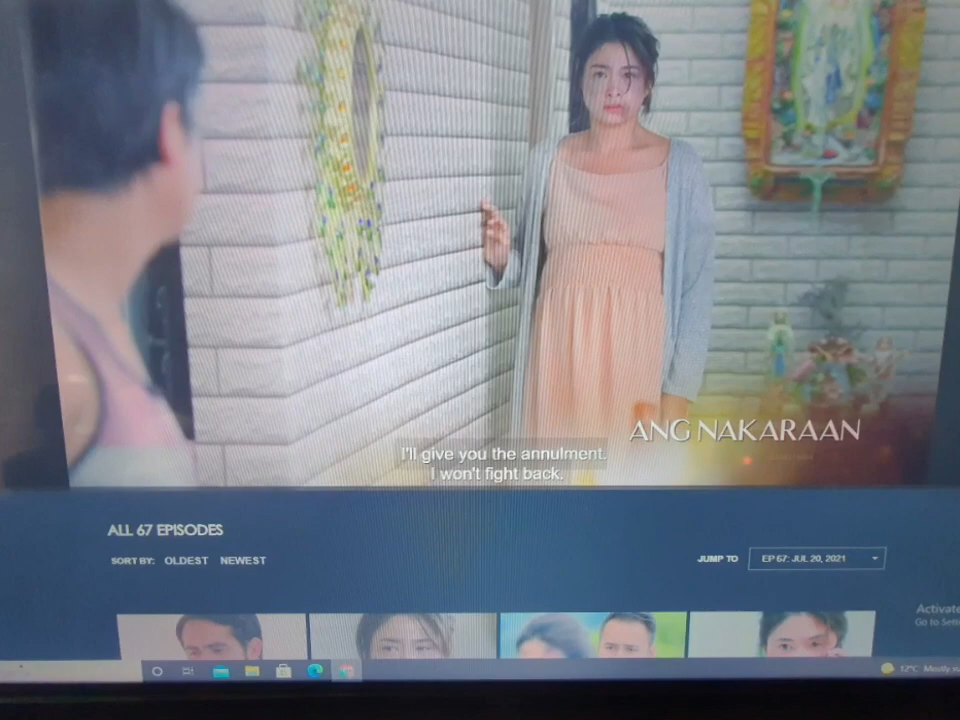 ANG NAKARAAN
I'll give you the annulment.
I won't fight back.
ALL 67 EPISODES
SORT BY: OLDEST NEWEST
JUMP TO EP 67: JUL 20, 2021
Activate
Go to
12°C Mostly